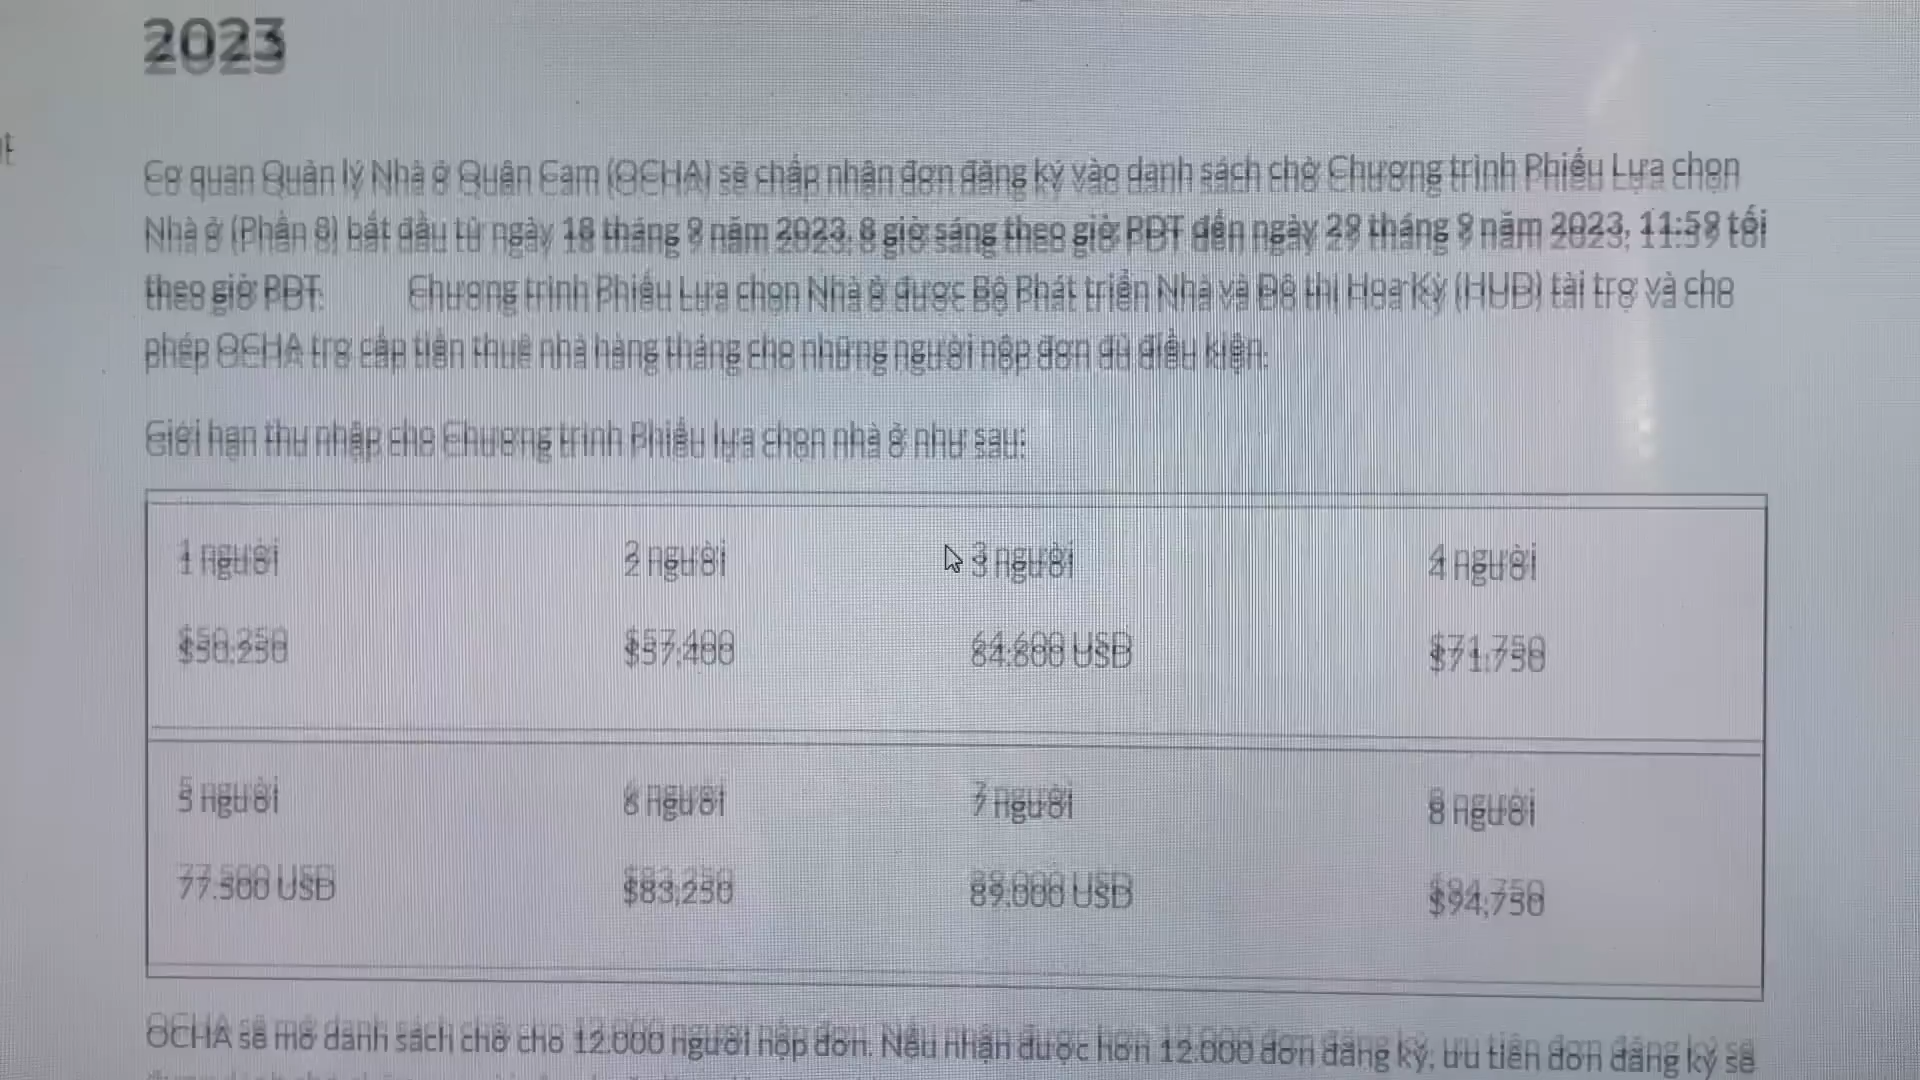 2023
Cơ quan Quản lý Nhà ở Quận Cam (OCHA) sẽ chấp nhận đơn đăng ký vào danh sách chờ Chương trình Phiếu Lựa chọn
Nhà ở (Phần 8) bắt đầu từ ngày 18 tháng 9 năm 2023, 8 giờ sáng theo giờ PDT đến ngày 29 tháng 9 năm 2023, 11:59 tối
theo giờ PDT. Chương trình Phiếu Lựa chọn Nhà ở được Bộ Phát triển Nhà và Đô thị Hoa Kỳ (HUD) tài trợ và cho
phép OCHA trợ cấp tiền thuê nhà hàng tháng cho những người nộp đơn đủ điều kiện.
Giới hạn thu nhập cho Chương trình Phiếu lựa chọn nhà ở như sau:
1 người 2 người 3 người 4 người
$50,250 $57,400 64.600 USD $71,750
5 người 6 người 7 người 8 người
77.500 USD $83,250 89.000 USD $94,750
OCHA sẽ mở danh sách chờ cho 12.000 người nộp đơn. Nếu nhận được hơn 12.000 đơn đăng ký, ưu tiên đơn đăng ký sẽ